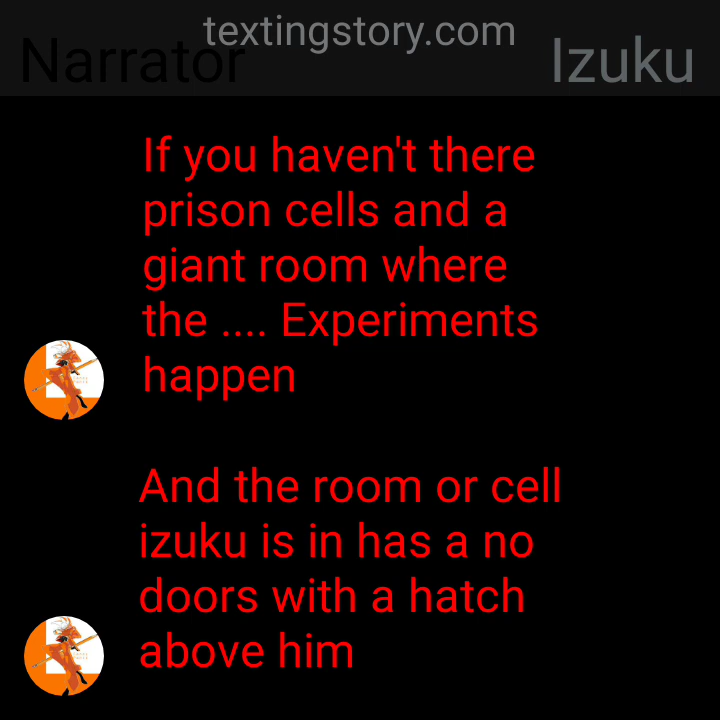 textingstory.com
Narrator Izuku
If you haven't there
prison cells and a
giant room where
the .... Experiments
happen
And the room or cell
izuku is in has a no
doors with a hatch
above him